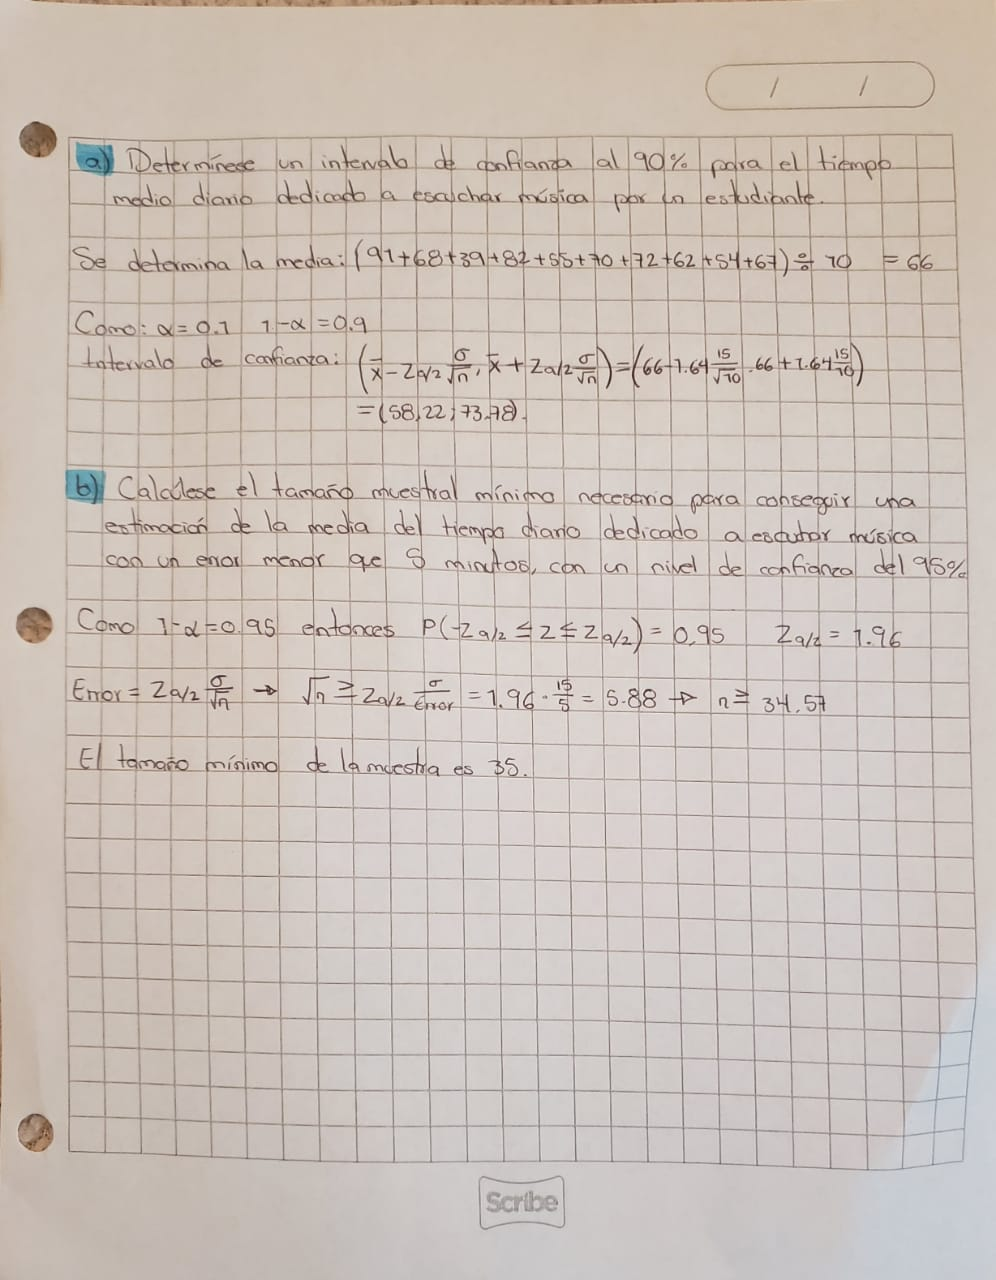 / /
a) Determínese un intervalo de confianza al 90% para el tiempo
medio diario dedicado a escuchar música por un estudiante.
Se determina la media: (91+68+39+82+55+70+72+62+54+67) ÷ 10 = 66
Como: α=0.1 1-α=0.9
Intervalo de confianza: (x̄ - Zα/2 σ/√n, x̄ + Zα/2 σ/√n) = (66-1.64 15/√10, 66+1.64 15/√10)
=(58,22;73.78).
b) Calcúlese el tamaño muestral mínimo necesario para conseguir una
estimación de la media del tiempo diario dedicado a escuchar música
con un error menor que 5 minutos, con un nivel de confianza del 95%
Como 1-α=0.95 entonces P(-Zα/2 ≤ Z ≤ Zα/2) = 0.95 Zα/2 = 1.96
Error = Zα/2 σ/√n → √n ≥ Zα/2 σ/Error = 1.96 · 15/5 = 5.88 → n ≥ 34.57
El tamaño mínimo de la muestra es 35.
Scribe